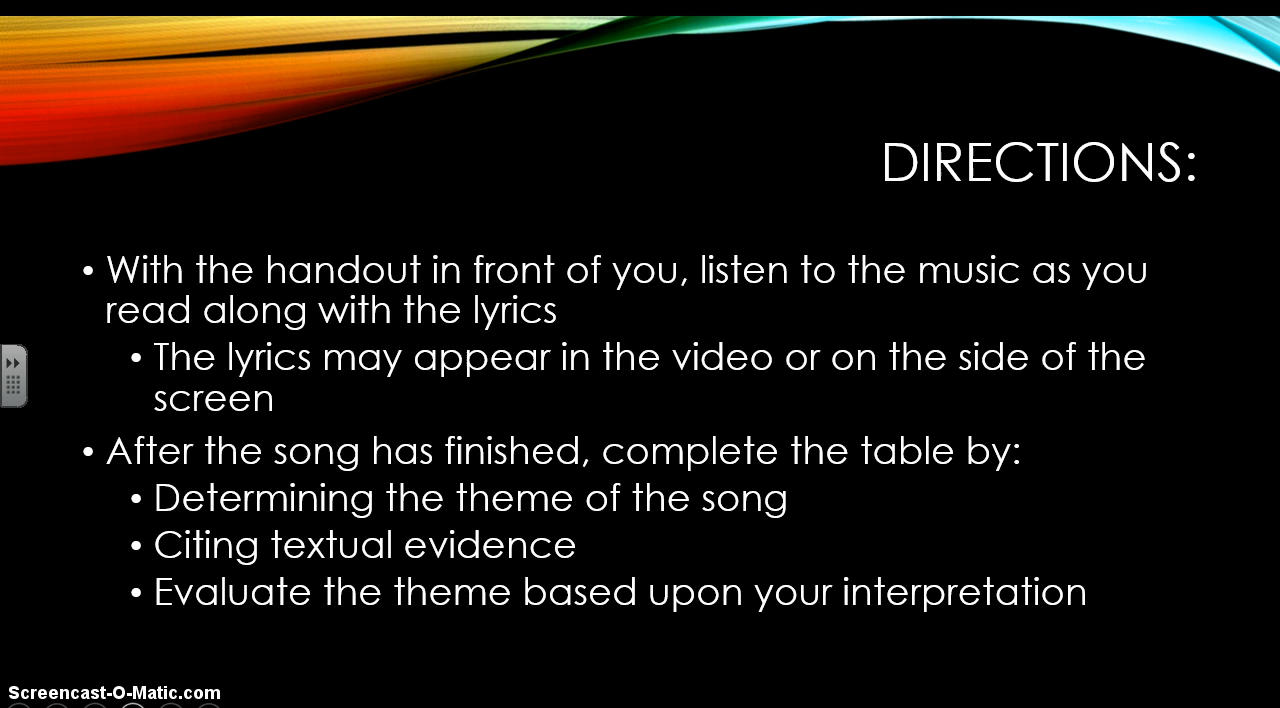 DIRECTIONS:
• With the handout in front of you, listen to the music as you
read along with the lyrics
• The lyrics may appear in the video or on the side of the
screen
• After the song has finished, complete the table by:
• Determining the theme of the song
• Citing textual evidence
• Evaluate the theme based upon your interpretation
Screencast-O-Matic.com